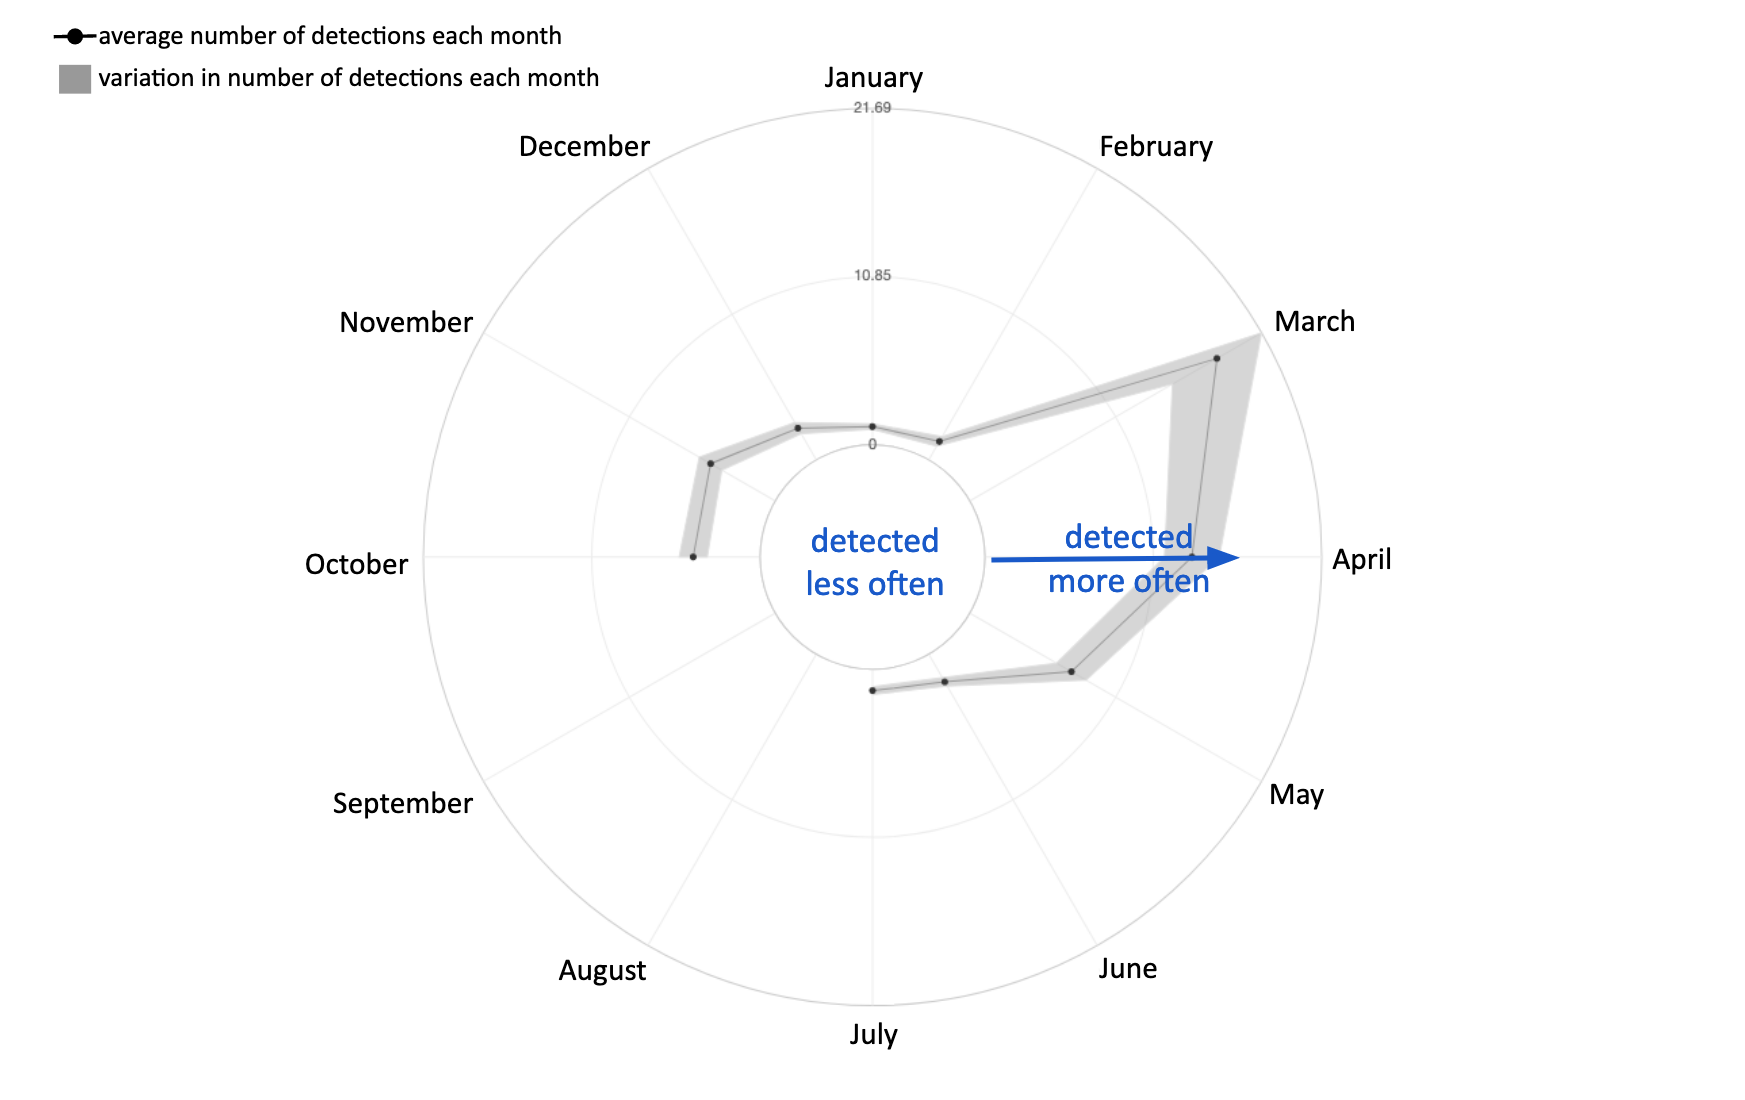 average number of detections each month
variation in number of detections each month
January
21.69
December
February
10.85
November
March
0
detected
less often
detected
more often
October
April
September
May
August
June
July